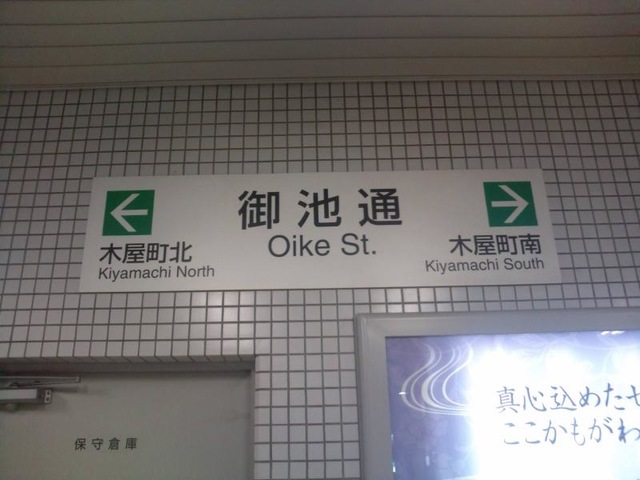 御池通
Oike St.
木屋町北
Kiyamachi North
木屋町南
Kiyamachi South
保守倉庫
真心込めた
ここかもがわ